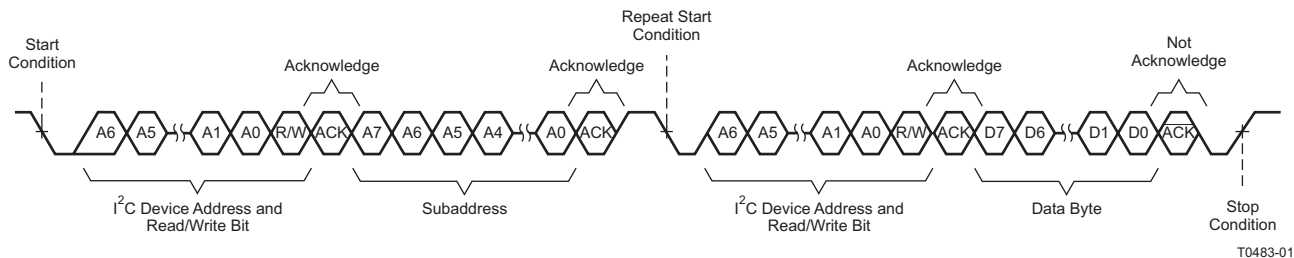 Start
Condition
Acknowledge
Acknowledge
Repeat Start
Condition
Acknowledge
Not
Acknowledge
A6 A5 A1 A0 R/W ACK A7 A6 A5 A4 A0 ACK A6 A5 A1 A0 R/W ACK D7 D6 D1 D0 ACK
I²C Device Address and
Read/Write Bit
Subaddress
I²C Device Address and
Read/Write Bit
Data Byte
Stop
Condition
T0483-01